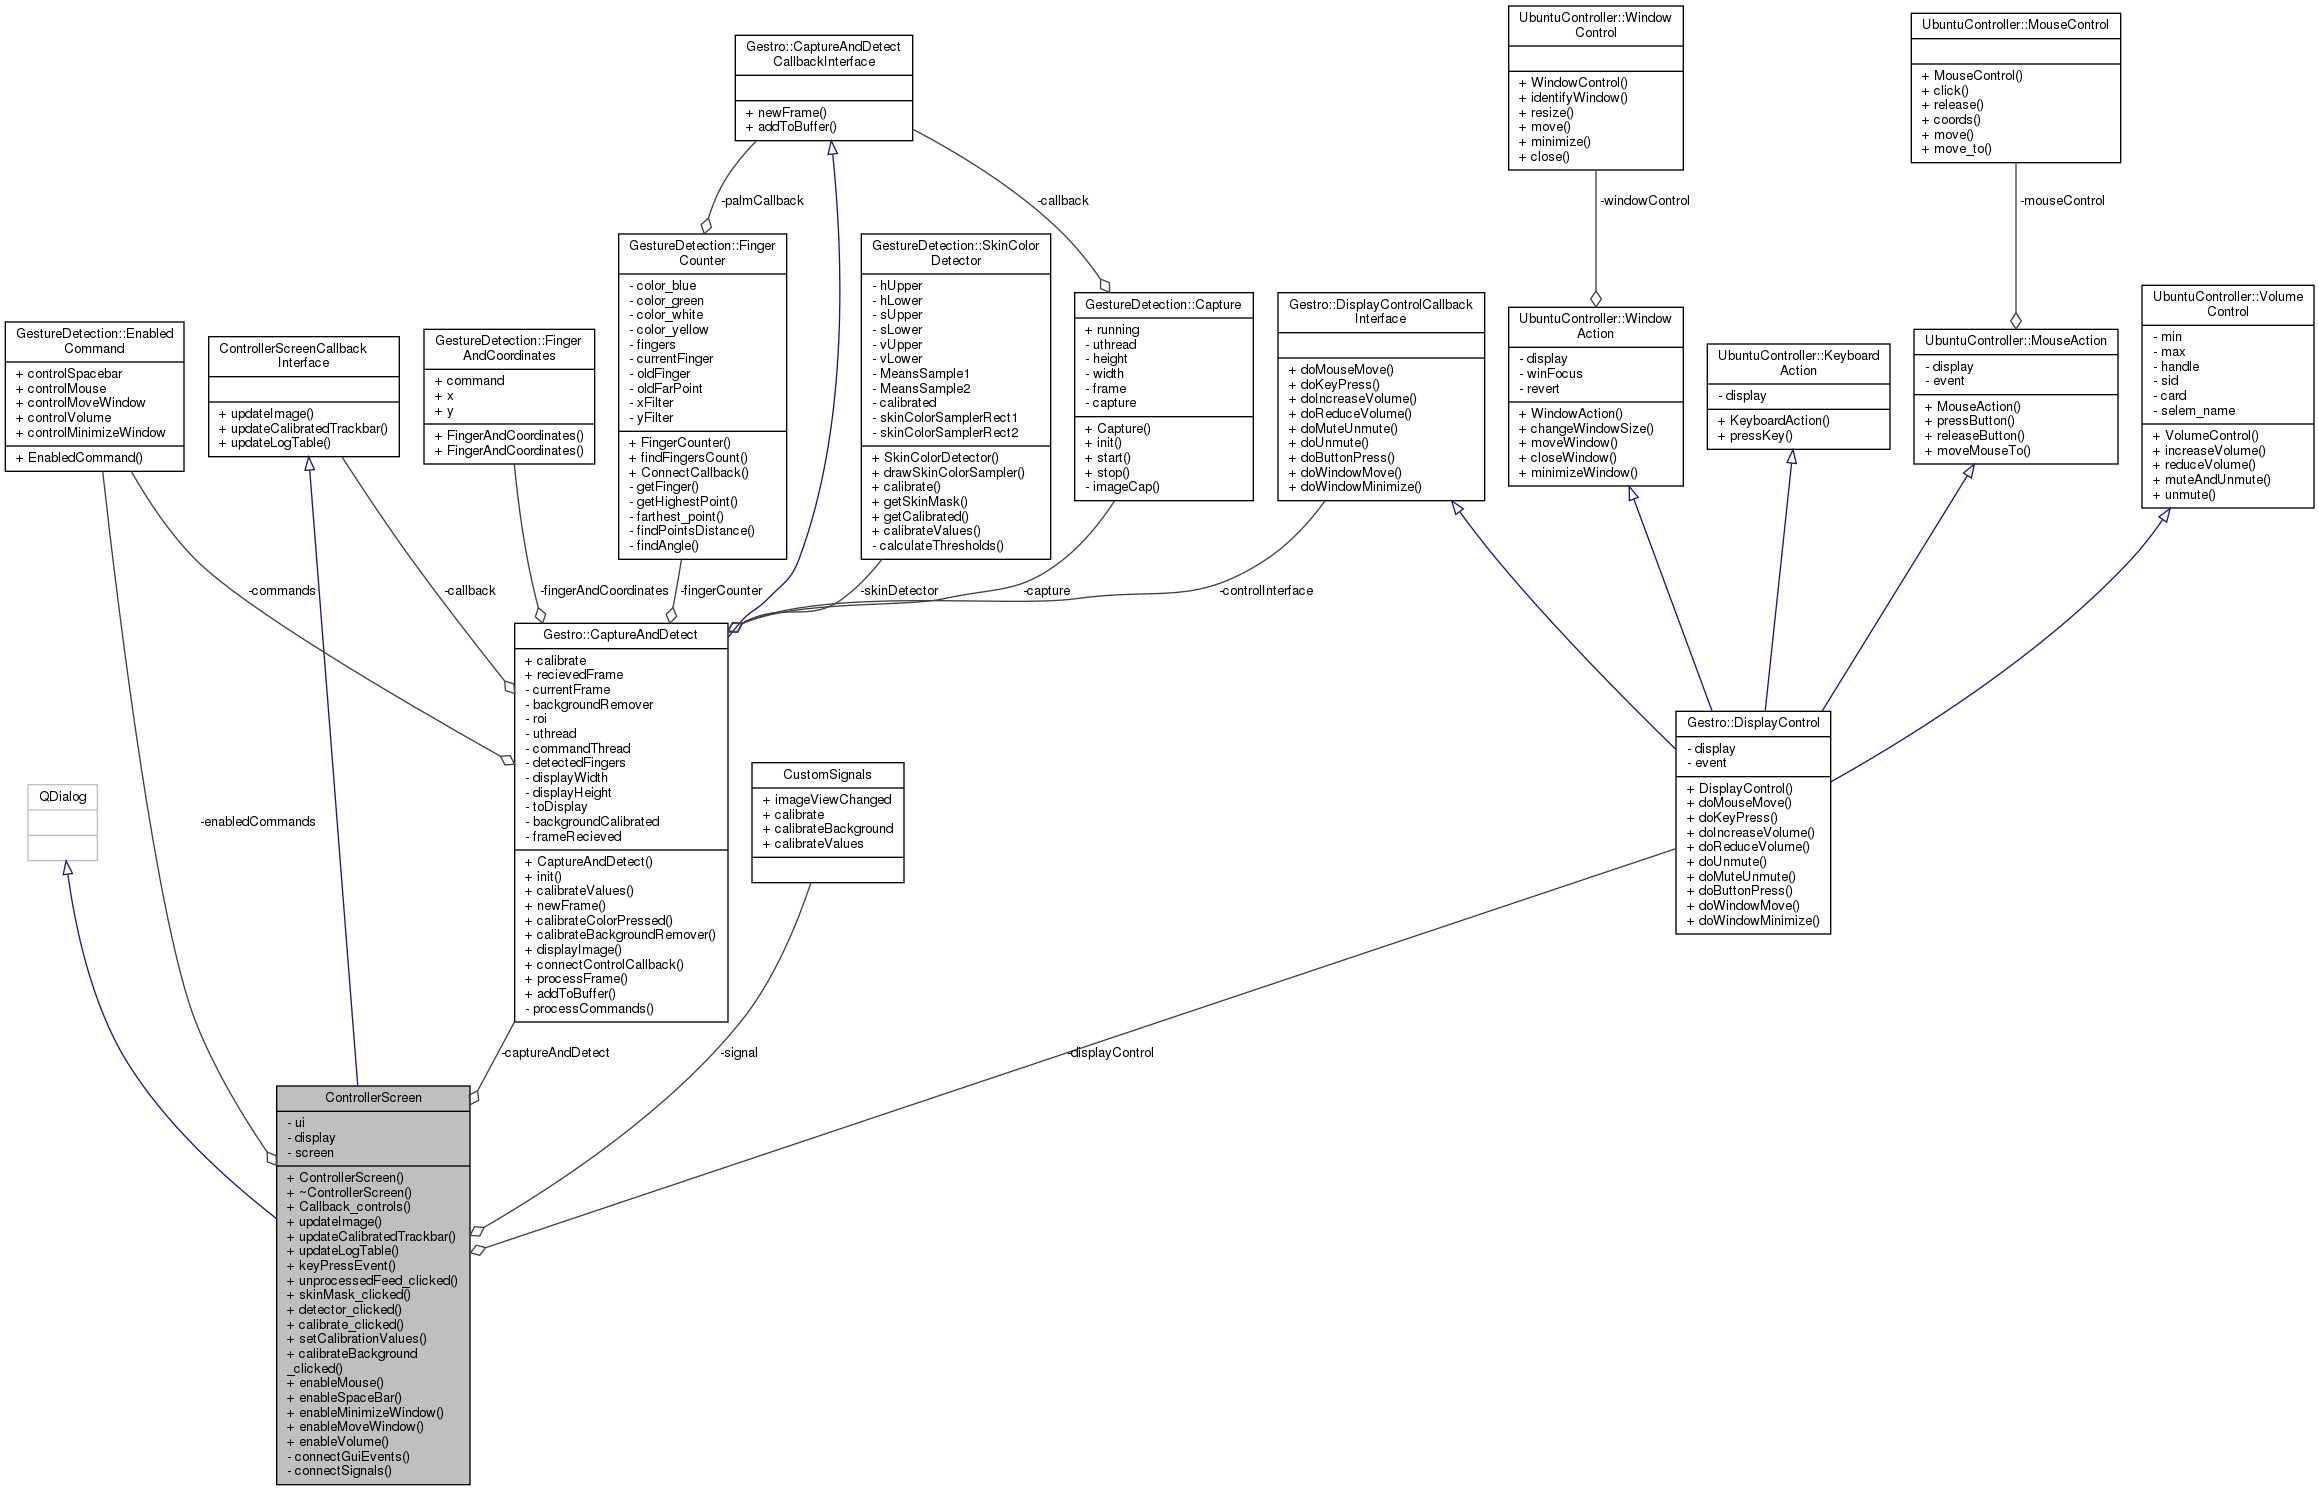 UbuntuController::Window
Control
+ WindowControl()
+ identifyWindow()
+ resize()
+ move()
+ minimize()
+ close()
UbuntuController::MouseControl
+ MouseControl()
+ click()
+ release()
+ coords()
+ move()
+ move_to()
Gestro::CaptureAndDetect
CallbackInterface
+ newFrame()
+ addToBuffer()
-palmCallback
-callback
-windowControl
-mouseControl
GestureDetection::Finger
Counter
- color_blue
- color_green
- color_white
- color_yellow
- fingers
- currentFinger
- oldFinger
- oldFarPoint
- xFilter
- yFilter
+ FingerCounter()
+ findFingersCount()
+ ConnectCallback()
- getFinger()
- getHighestPoint()
- farthest_point()
- findPointsDistance()
- findAngle()
GestureDetection::SkinColor
Detector
- hUpper
- hLower
- sUpper
- sLower
- vUpper
- vLower
- MeansSample1
- MeansSample2
- calibrated
- skinColorSamplerRect1
- skinColorSamplerRect2
+ SkinColorDetector()
+ drawSkinColorSampler()
+ calibrate()
+ getSkinMask()
+ getCalibrated()
+ calibrateValues()
- calculateThresholds()
GestureDetection::Capture
+ running
- uthread
- height
- width
- frame
- capture
+ Capture()
+ init()
+ start()
+ stop()
- imageCap()
Gestro::DisplayControlCallback
Interface
+ doMouseMove()
+ doKeyPress()
+ doIncreaseVolume()
+ doReduceVolume()
+ doMuteUnmute()
+ doUnmute()
+ doButtonPress()
+ doWindowMove()
+ doWindowMinimize()
UbuntuController::Window
Action
- display
- winFocus
- revert
+ WindowAction()
+ changeWindowSize()
+ moveWindow()
+ closeWindow()
+ minimizeWindow()
UbuntuController::Keyboard
Action
- display
+ KeyboardAction()
+ pressKey()
UbuntuController::MouseAction
- display
- event
+ MouseAction()
+ pressButton()
+ releaseButton()
+ moveMouseTo()
UbuntuController::Volume
Control
- min
- max
- handle
- sid
- card
- selem_name
+ VolumeControl()
+ increaseVolume()
+ reduceVolume()
+ muteAndUnmute()
+ unmute()
GestureDetection::Enabled
Command
+ controlSpacebar
+ controlMouse
+ controlMoveWindow
+ controlVolume
+ controlMinimizeWindow
+ EnabledCommand()
ControllerScreenCallback
Interface
+ updateImage()
+ updateCalibratedTrackbar()
+ updateLogTable()
GestureDetection::Finger
AndCoordinates
+ command
+ x
+ y
+ FingerAndCoordinates()
+ FingerAndCoordinates()
-commands
-callback
-fingerAndCoordinates
-fingerCounter
-skinDetector
-capture
-controlInterface
Gestro::CaptureAndDetect
+ calibrate
+ recievedFrame
- currentFrame
- backgroundRemover
- roi
- uthread
- commandThread
- detectedFingers
- displayWidth
- displayHeight
- toDisplay
- backgroundCalibrated
- frameRecieved
+ CaptureAndDetect()
+ init()
+ calibrateValues()
+ newFrame()
+ calibrateColorPressed()
+ calibrateBackgroundRemover()
+ displayImage()
+ connectControlCallback()
+ processFrame()
+ addToBuffer()
- processCommands()
CustomSignals
+ imageViewChanged
+ calibrate
+ calibrateBackground
+ calibrateValues
Gestro::DisplayControl
- display
- event
+ DisplayControl()
+ doMouseMove()
+ doKeyPress()
+ doIncreaseVolume()
+ doReduceVolume()
+ doUnmute()
+ doMuteUnmute()
+ doButtonPress()
+ doWindowMove()
+ doWindowMinimize()
QDialog
-enabledCommands
-captureAndDetect
-signal
-displayControl
ControllerScreen
- ui
- display
- screen
+ ControllerScreen()
+ ~ControllerScreen()
+ Callback_controls()
+ updateImage()
+ updateCalibratedTrackbar()
+ updateLogTable()
+ keyPressEvent()
+ unprocessedFeed_clicked()
+ skinMask_clicked()
+ detector_clicked()
+ calibrate_clicked()
+ setCalibrationValues()
+ calibrateBackground
_clicked()
+ enableMouse()
+ enableSpaceBar()
+ enableMinimizeWindow()
+ enableMoveWindow()
+ enableVolume()
- connectGuiEvents()
- connectSignals()